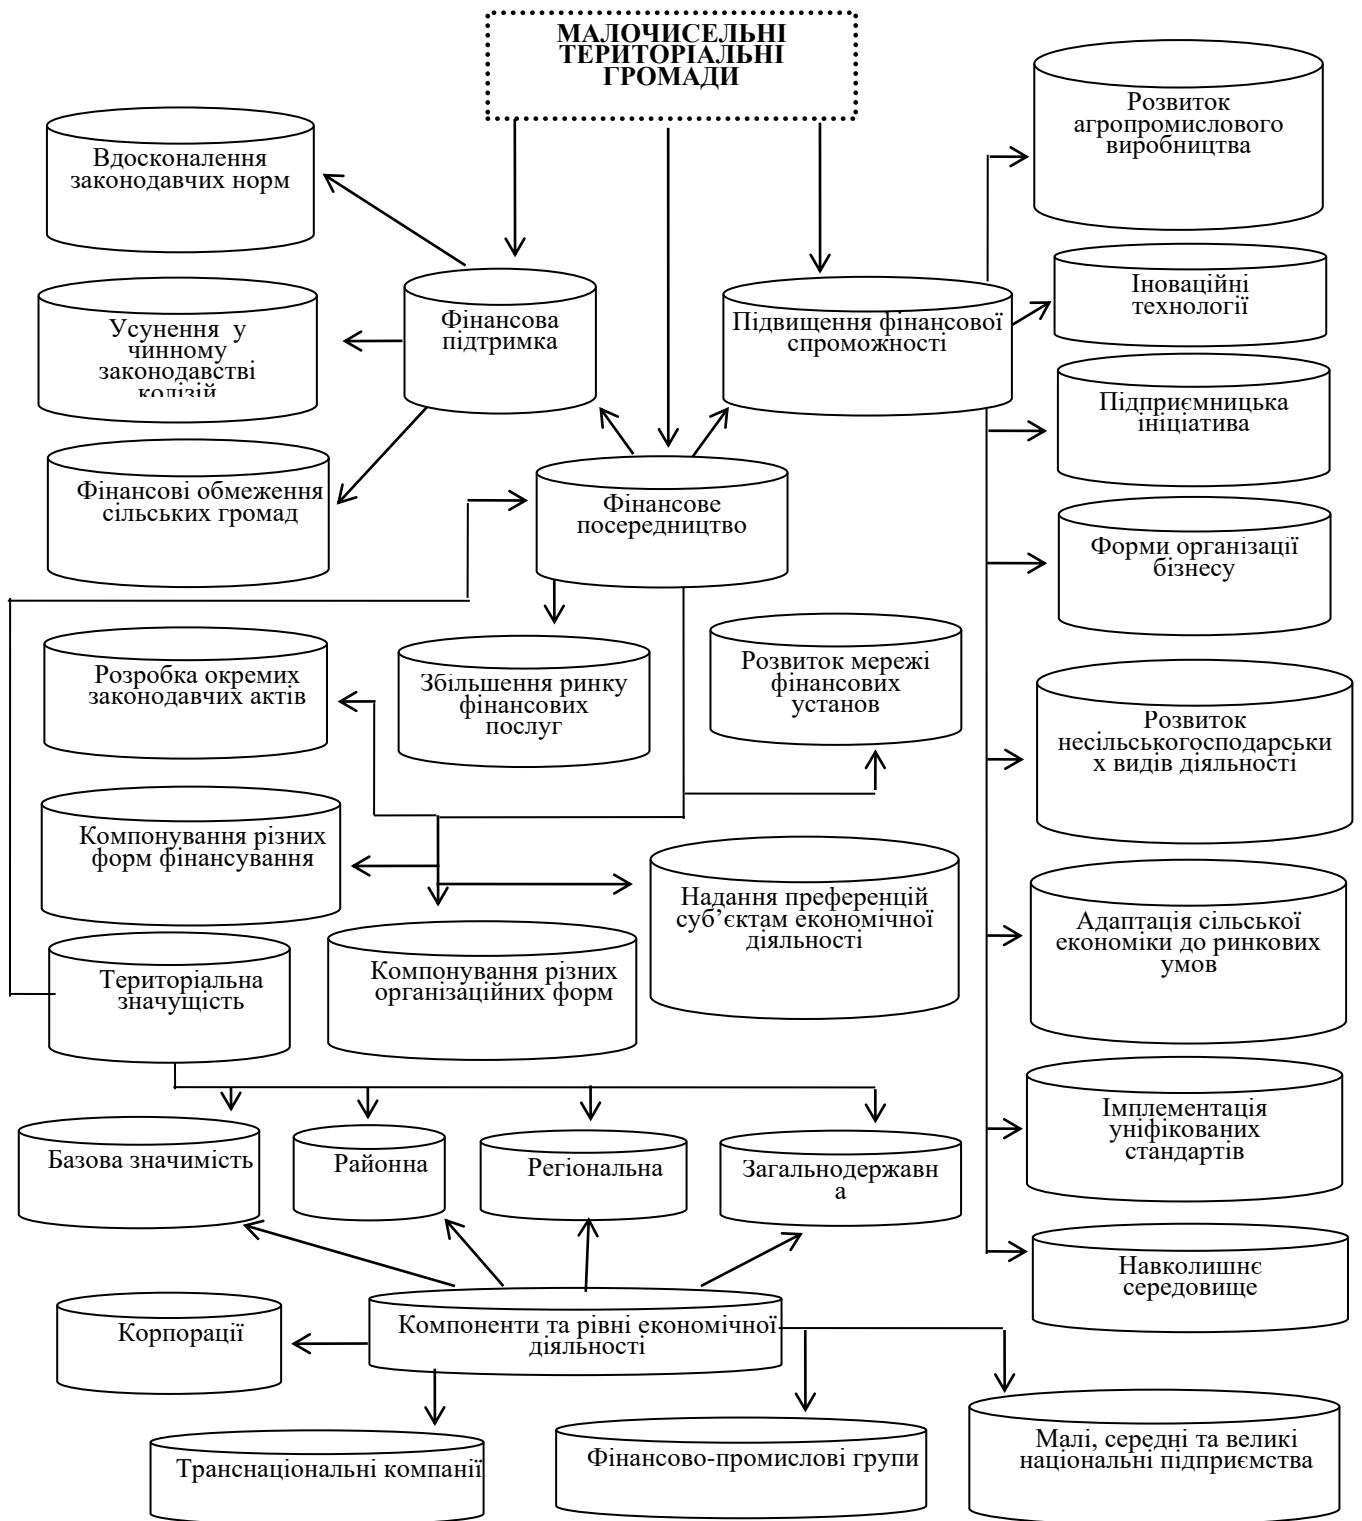 МАЛОЧИСЕЛЬНІ
ТЕРИТОРІАЛЬНІ
ГРОМАДИ
Розвиток
агропромислового
виробництва
Вдосконалення
законодавчих норм
Іноваційні
технології
Усунення у
чинному
законодавстві
колізій
Фінансова
підтримка
Підвищення фінансової
спроможності
Підприємницька
ініціатива
Фінансові обмеження
сільських громад
Фінансове
посередництво
Форми організації
бізнесу
Розробка окремих
законодавчих актів
Збільшення ринку
фінансових
послуг
Розвиток мережі
фінансових
установ
Розвиток
несільськогосподарськи
х видів діяльності
Компонування різних
форм фінансування
Надання преференцій
суб’єктам економічної
діяльності
Адаптація сільської
економіки до ринкових
умов
Територіальна
значущість
Компонування різних
організаційних форм
Імплементація
уніфікованих
стандартів
Базова значимість
Районна
Регіональна
Загальнодержавн
а
Навколишнє
середовище
Корпорації
Компоненти та рівні економічної
діяльності
Транснаціональні компанії
Фінансово-промислові групи
Малі, середні та великі
національні підприємства